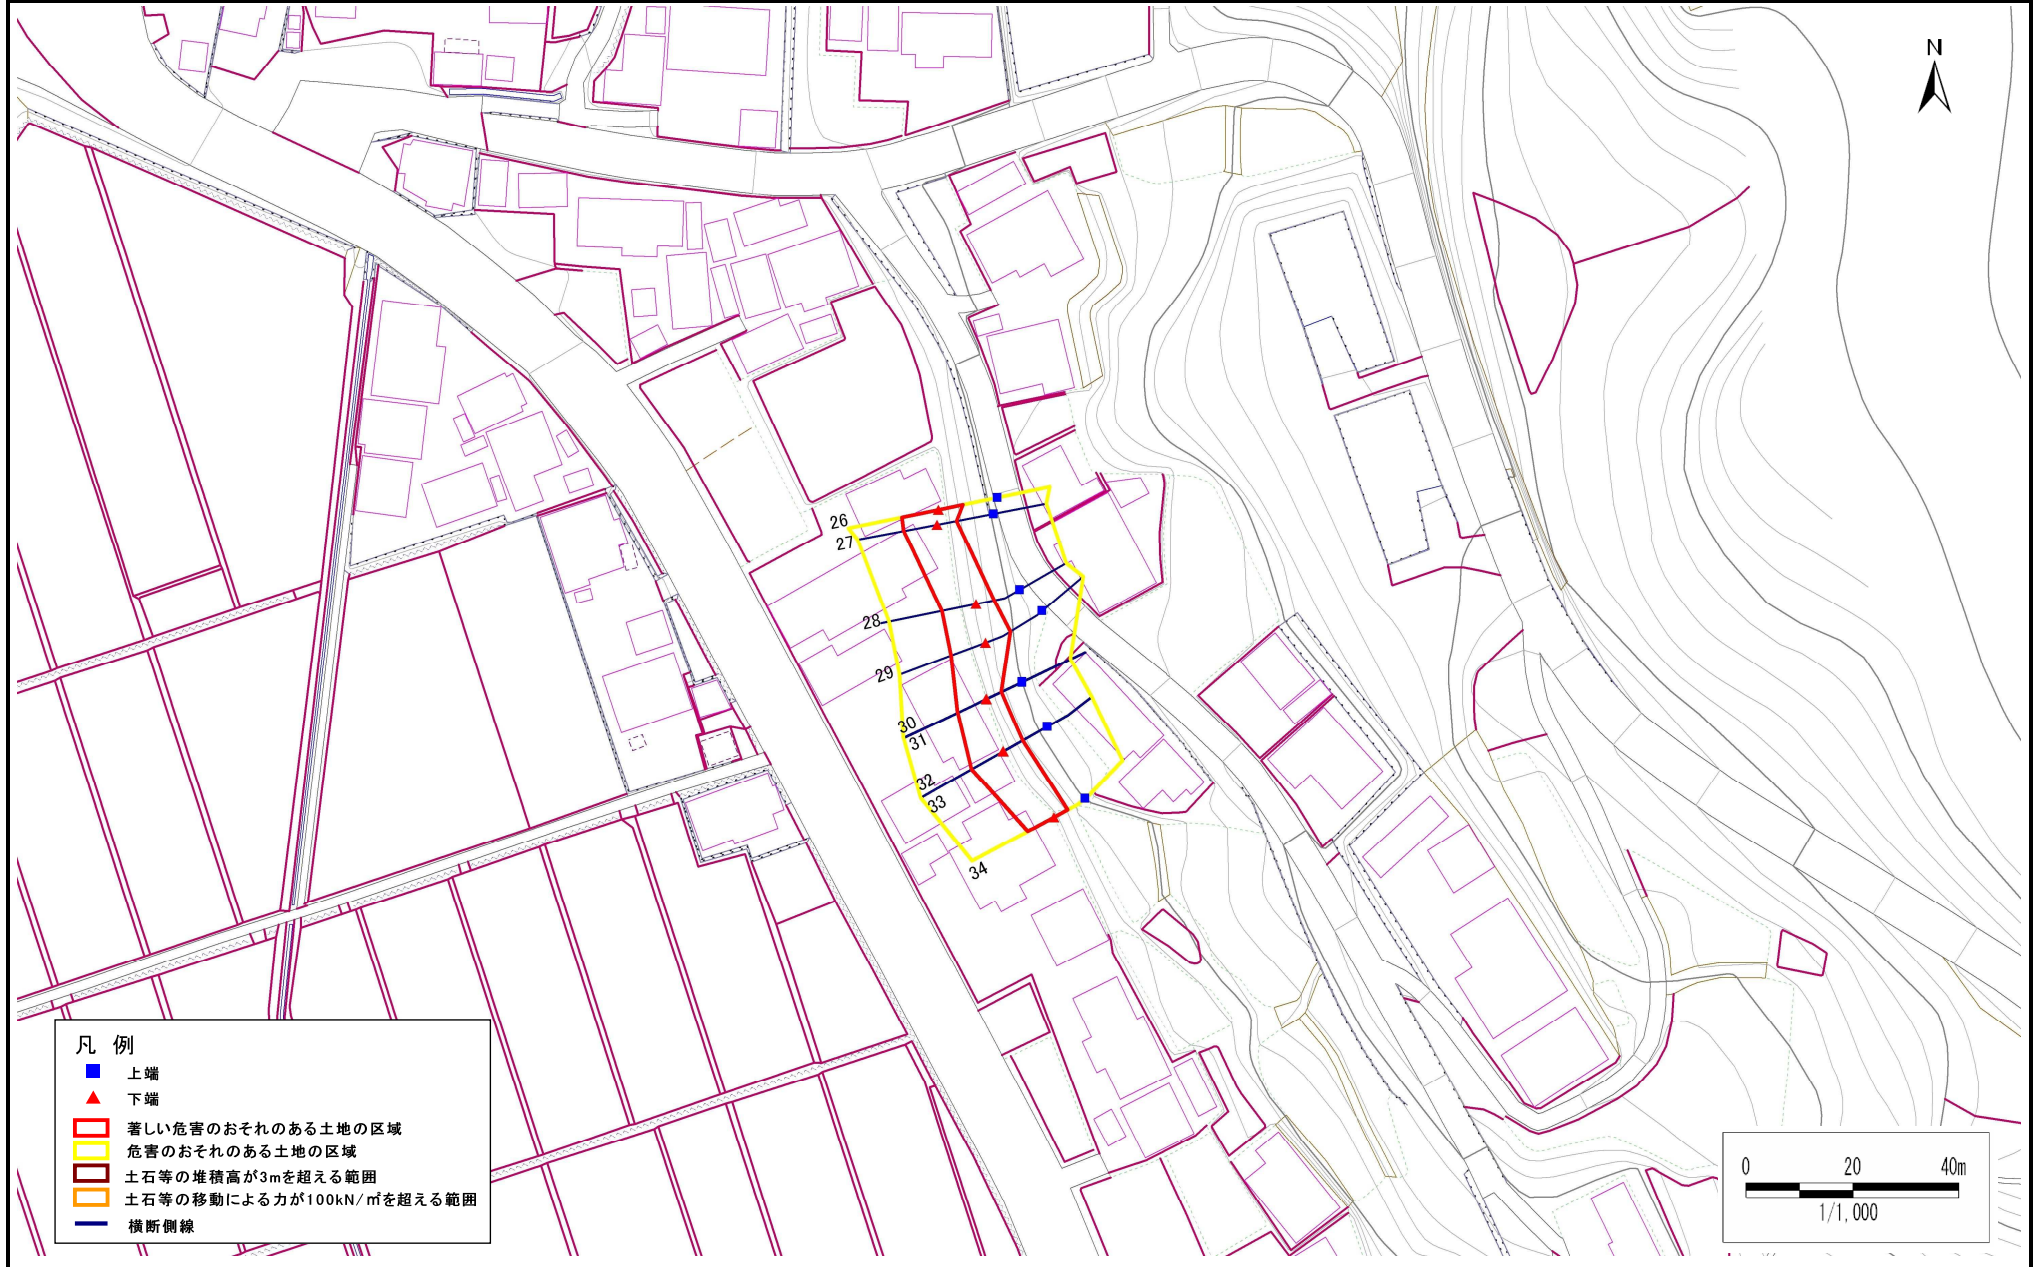 N
26
27
28
29
30
31
32
33
34
凡 例
上端
下端
著しい危害のおそれのある土地の区域
危害のおそれのある土地の区域
土石等の堆積高が3mを超える範囲
土石等の移動による力が100kN/㎡を超える範囲
横断側線
0 20 40m
1/1,000